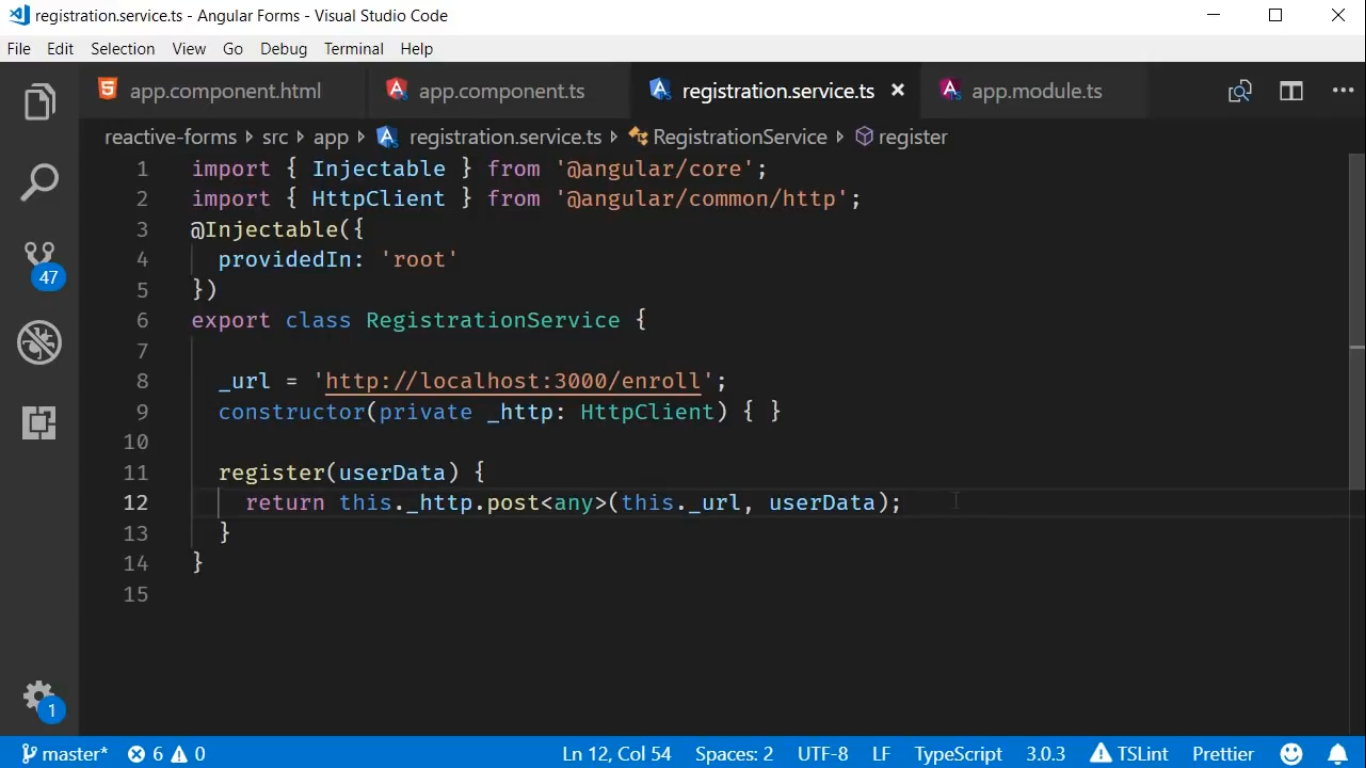 registration.service.ts - Angular Forms - Visual Studio Code
File Edit Selection View Go Debug Terminal Help
app.component.html app.component.ts registration.service.ts app.module.ts
reactive-forms src app registration.service.ts RegistrationService register
1 import { Injectable } from '@angular/core';
2 import { HttpClient } from '@angular/common/http';
3 @Injectable({
4 providedIn: 'root'
5 })
6 export class RegistrationService {
7
8 _url = 'http://localhost:3000/enroll';
9 constructor(private _http: HttpClient) { }
10
11 register(userData) {
12 return this._http.post<any>(this._url, userData);
13 }
14 }
15
47
1
master* 6 0 Ln 12, Col 54 Spaces: 2 UTF-8 LF TypeScript 3.0.3 TSLint Prettier